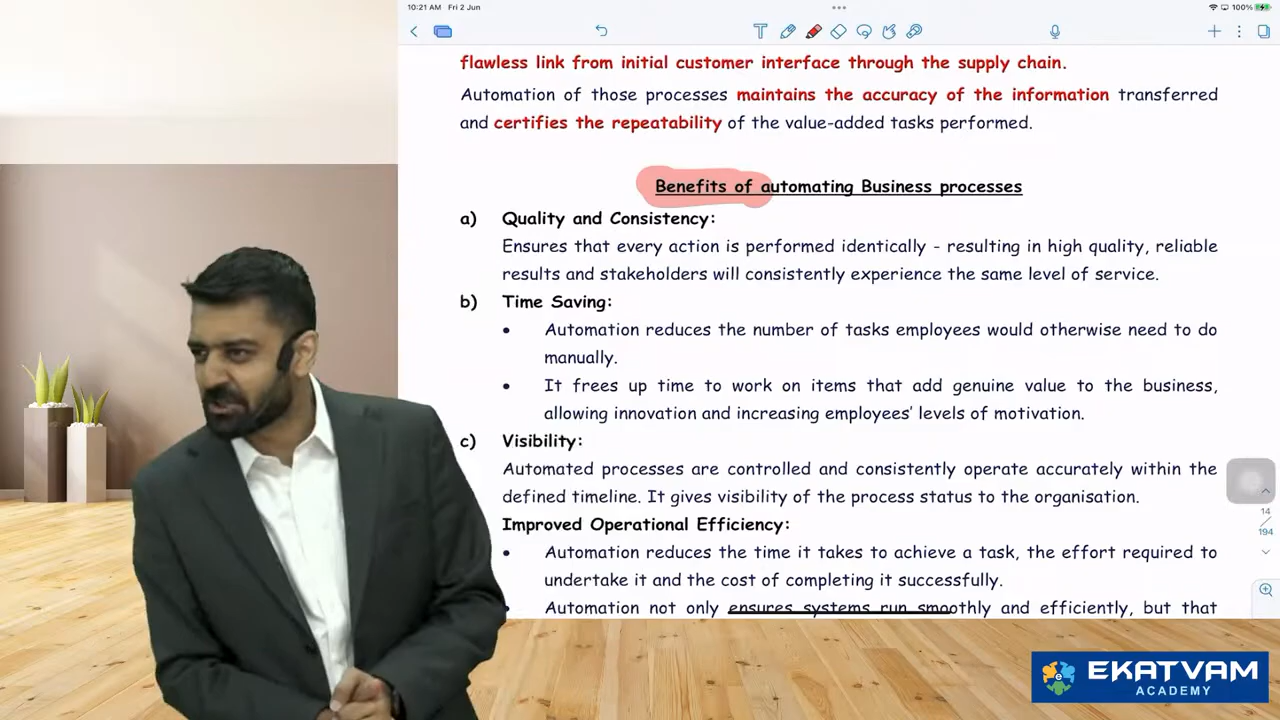 10:21 AM Fri 2 Jun
100%
flawless link from initial customer interface through the supply chain.
Automation of those processes maintains the accuracy of the information transferred
and certifies the repeatability of the value-added tasks performed.
Benefits of automating Business processes
a) Quality and Consistency:
Ensures that every action is performed identically - resulting in high quality, reliable
results and stakeholders will consistently experience the same level of service.
b) Time Saving:
• Automation reduces the number of tasks employees would otherwise need to do
manually.
• It frees up time to work on items that add genuine value to the business,
allowing innovation and increasing employees' levels of motivation.
c) Visibility:
Automated processes are controlled and consistently operate accurately within the
defined timeline. It gives visibility of the process status to the organisation.
Improved Operational Efficiency:
• Automation reduces the time it takes to achieve a task, the effort required to
undertake it and the cost of completing it successfully.
• Automation not only ensures systems run smoothly and efficiently, but that
14
/
194
e
EKATVAM
ACADEMY